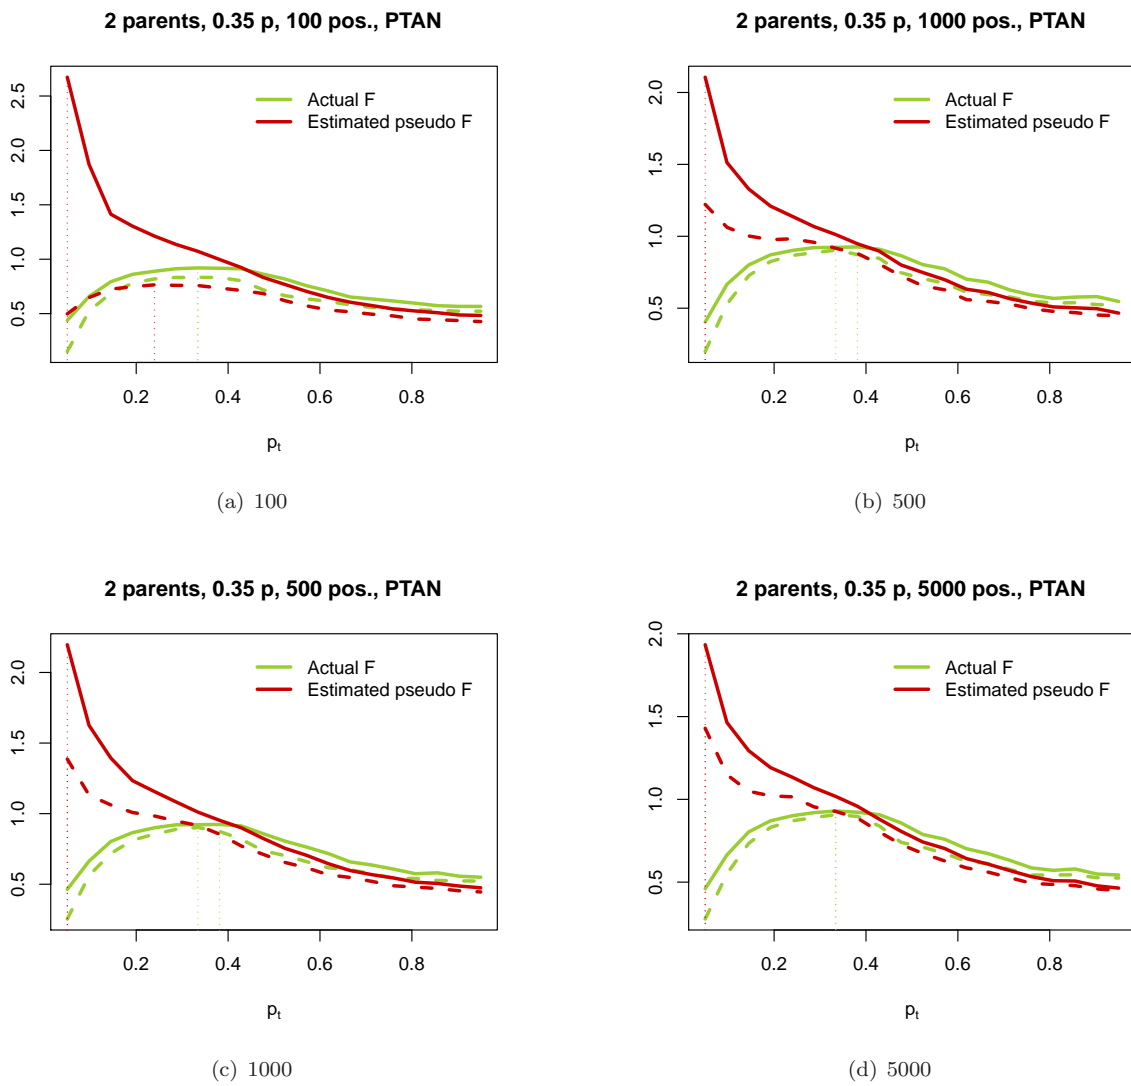 2 parents, 0.35 p, 100 pos., PTAN
Actual F
Estimated pseudo F
0.5 1.0 1.5 2.0 2.5
0.2 0.4 0.6 0.8
pt
(a) 100
2 parents, 0.35 p, 1000 pos., PTAN
Actual F
Estimated pseudo F
0.5 1.0 1.5 2.0
0.2 0.4 0.6 0.8
pt
(b) 500
2 parents, 0.35 p, 500 pos., PTAN
Actual F
Estimated pseudo F
0.5 1.0 1.5 2.0
0.2 0.4 0.6 0.8
pt
(c) 1000
2 parents, 0.35 p, 5000 pos., PTAN
Actual F
Estimated pseudo F
0.5 1.0 1.5 2.0
0.2 0.4 0.6 0.8
pt
(d) 5000